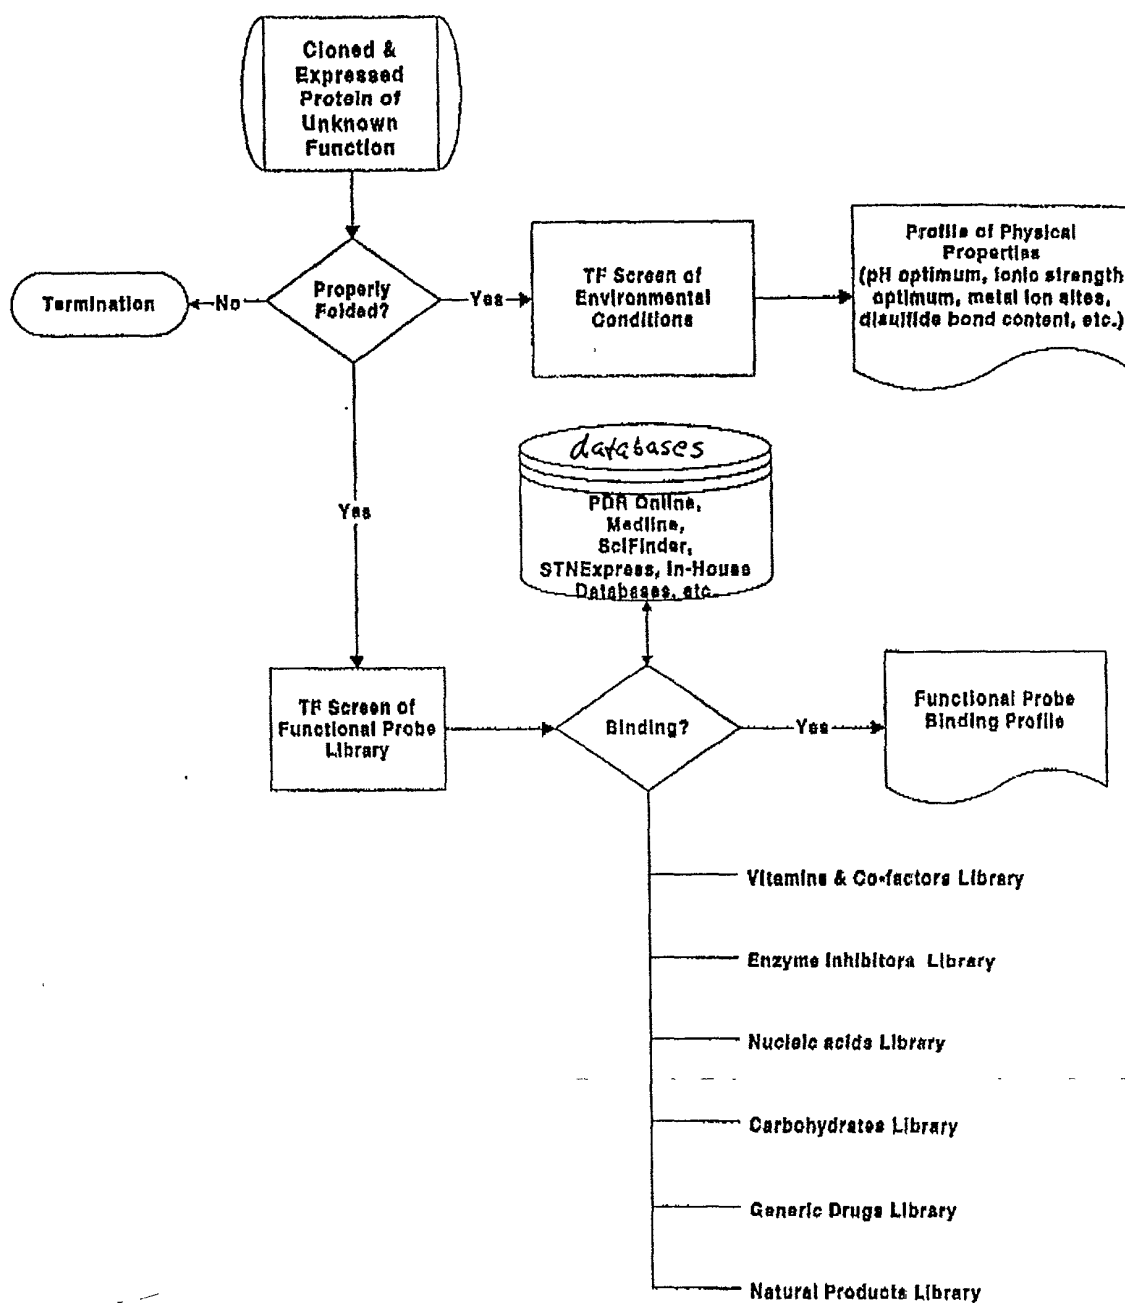 Cloned &
Expressed
Protein of
Unknown
Function
Termination
No
Properly
Folded?
Yes
TF Screen of
Environmental
Conditions
Profile of Physical
Properties
(pH optimum, ionic strength
optimum, metal ion sites,
disulfide bond content, etc.)
databases
PDR Online,
Medline,
SciFinder,
STNExpress, In-House
Databases, etc.
Yes
TF Screen of
Functional Probe
Library
Binding?
Yes
Functional Probe
Binding Profile
Vitamins & Co-factors Library
Enzyme Inhibitors Library
Nucleic acids Library
Carbohydrates Library
Generic Drugs Library
Natural Products Library